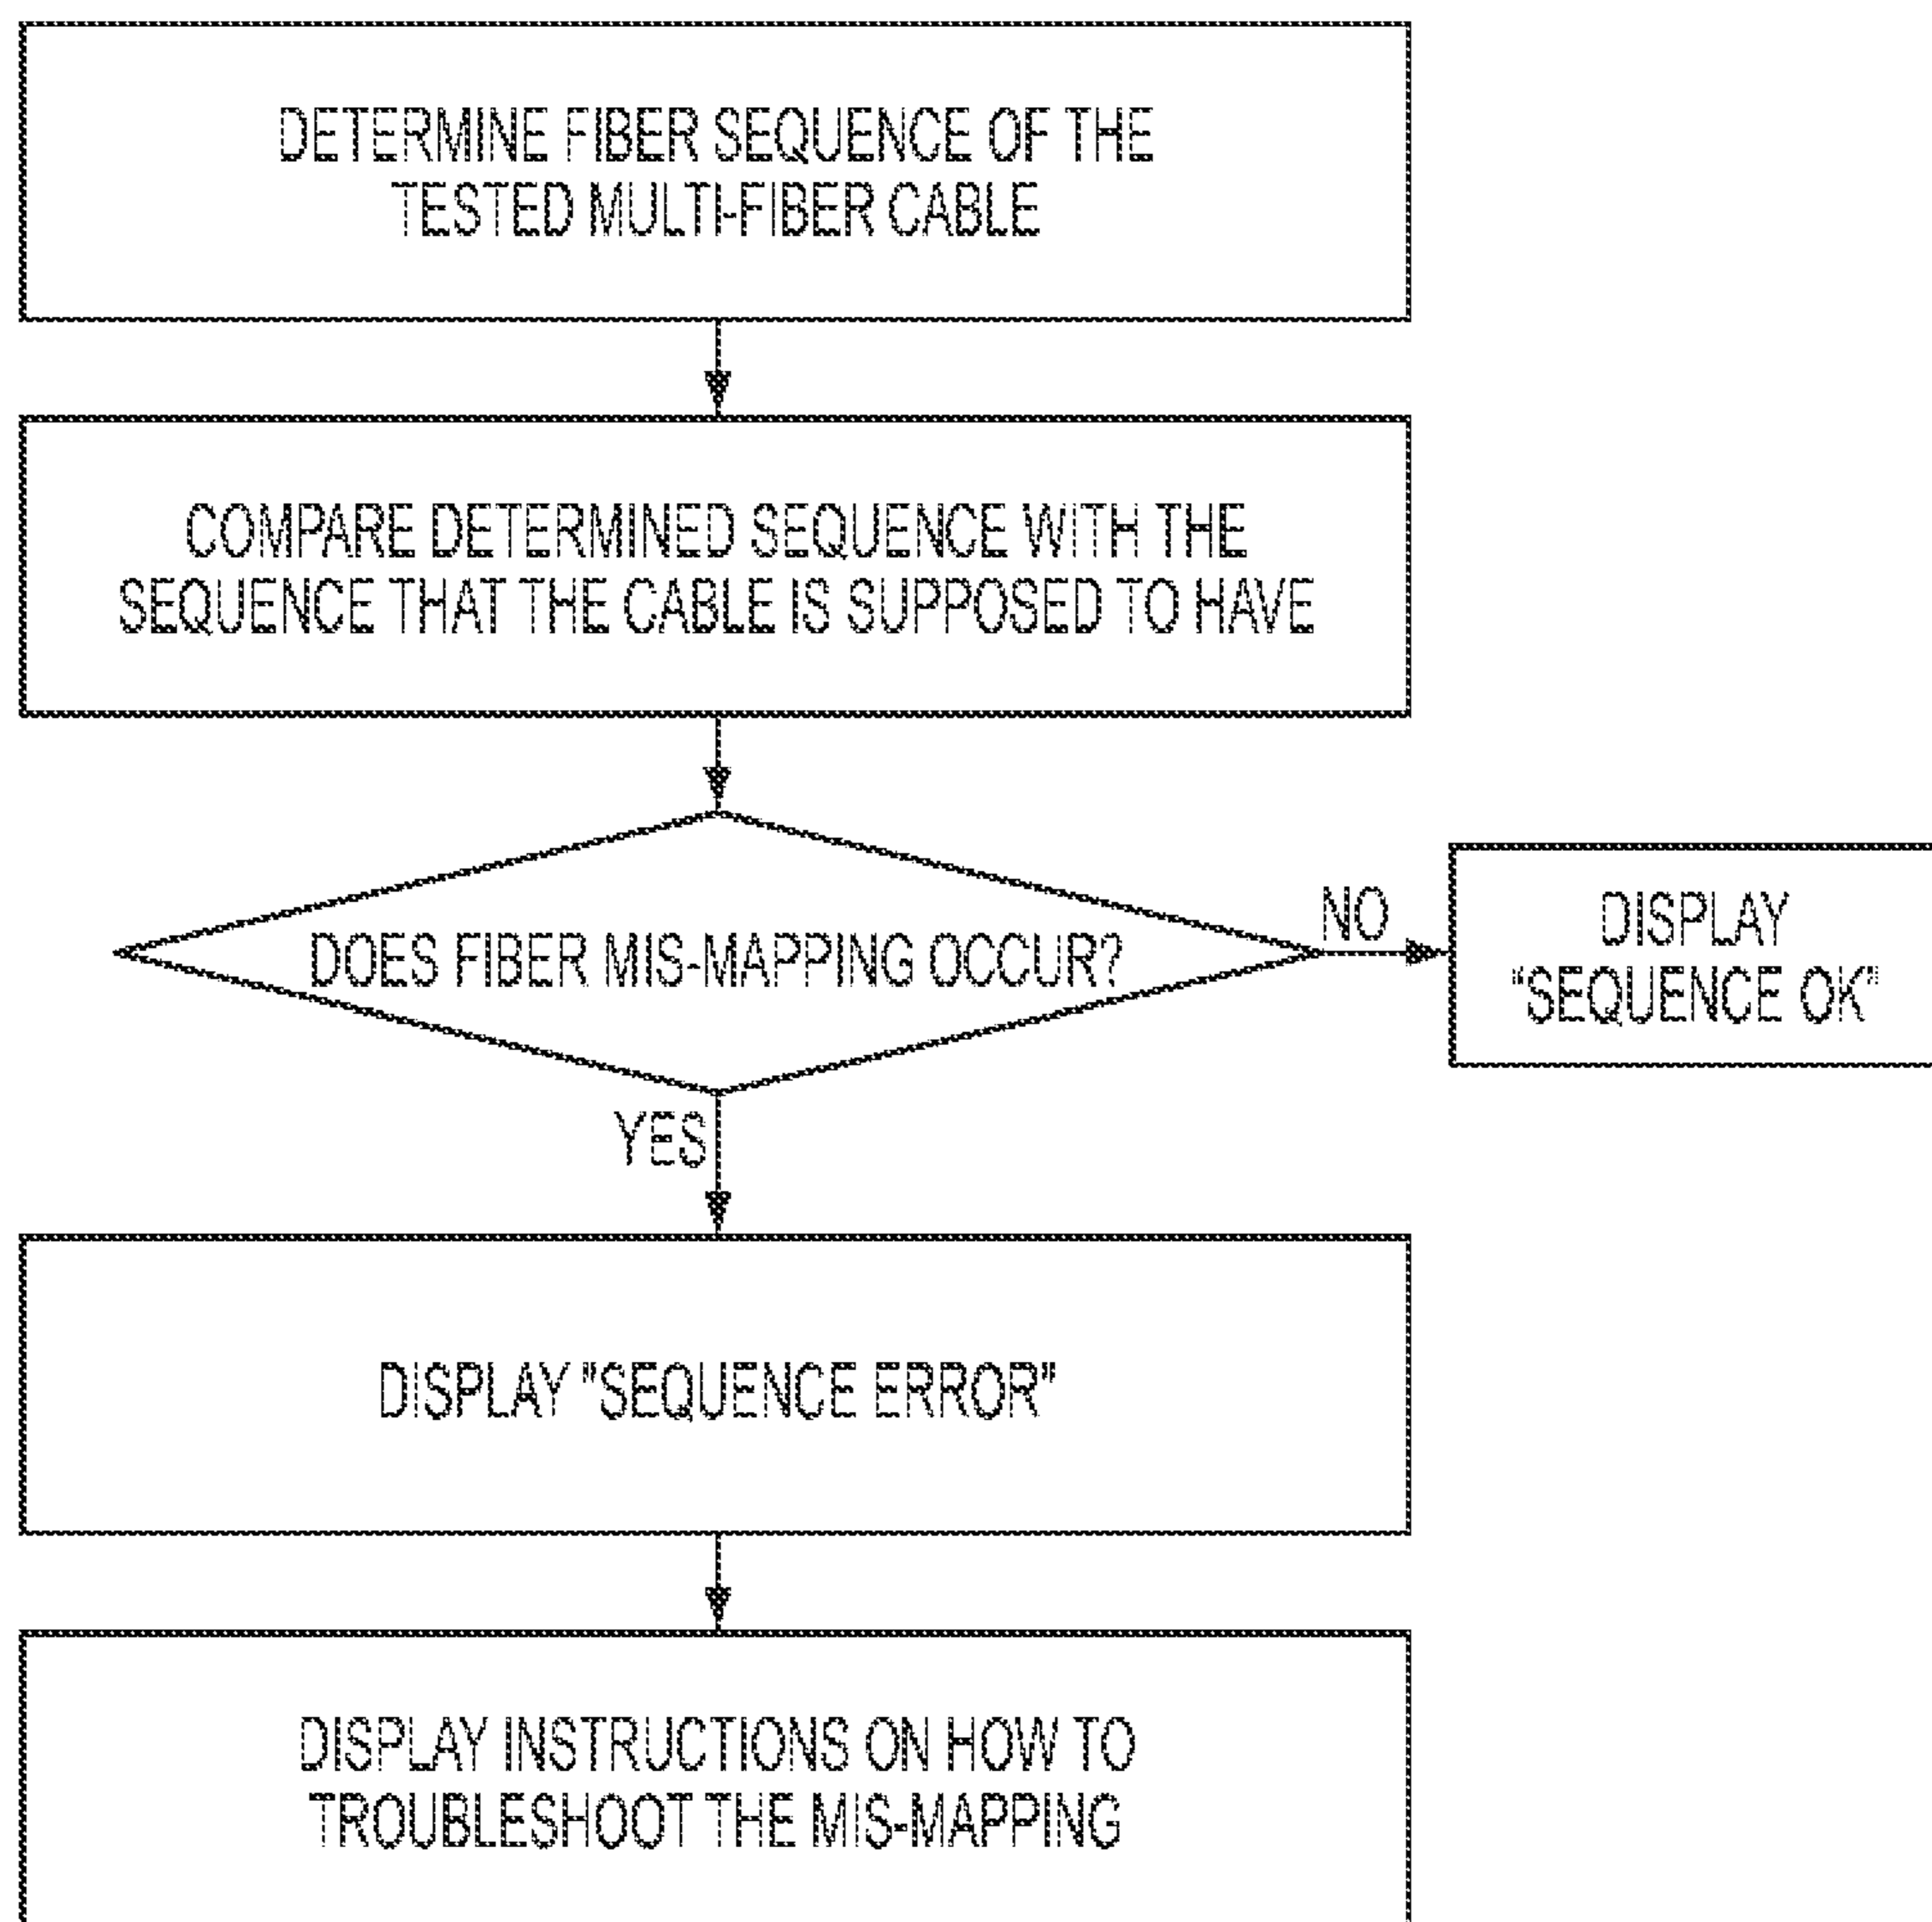 DETERMINE FIBER SEQUENCE OF THE
TESTED MULTI-FIBER CABLE
COMPARE DETERMINED SEQUENCE WITH THE
SEQUENCE THAT THE CABLE IS SUPPOSED TO HAVE
DOES FIBER MIS-MAPPING OCCUR?
NO
DISPLAY
“SEQUENCE OK"
YES
DISPLAY "SEQUENCE ERROR"
DISPLAY INSTRUCTIONS ON HOW TO
TROUBLESHOOT THE MIS-MAPPING